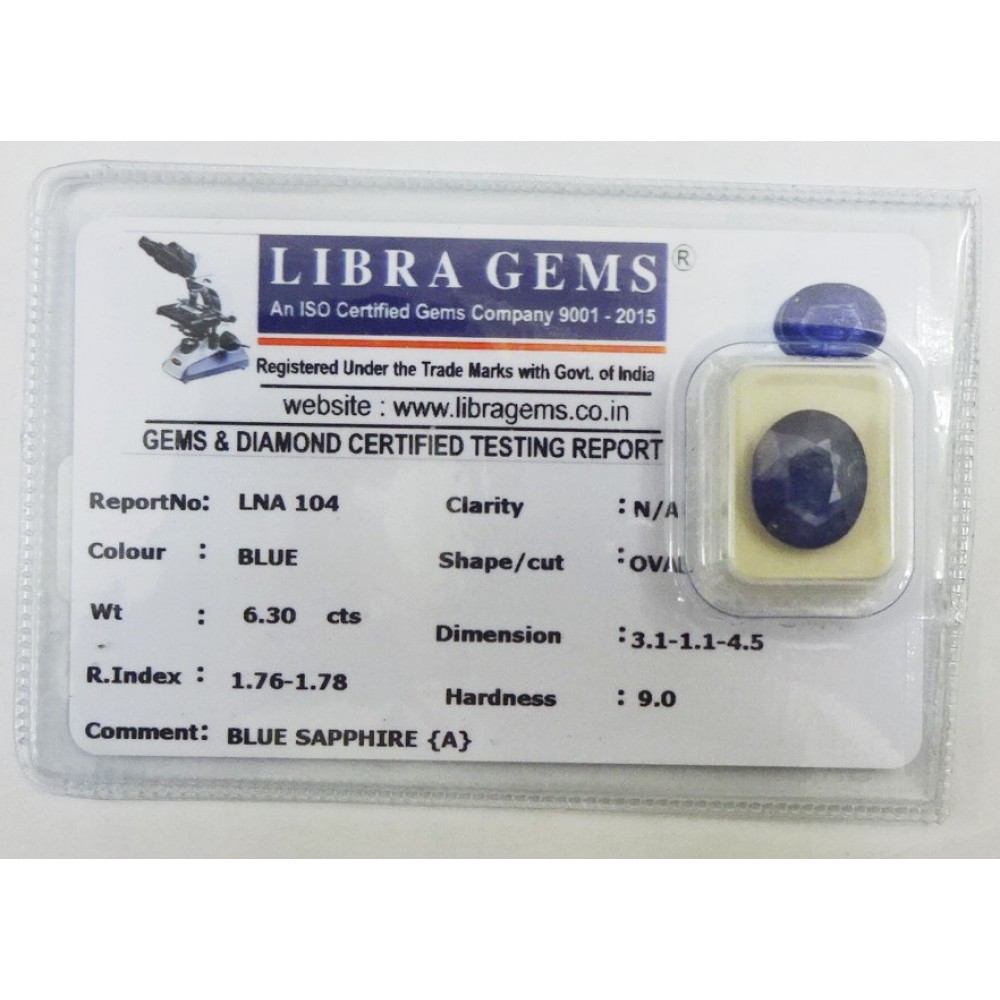 LIBRA GEMS ®
An ISO Certified Gems Company 9001 - 2015
Registered Under the Trade Marks with Govt. of India
website : www.libragems.co.in
GEMS & DIAMOND CERTIFIED TESTING REPORT
ReportNo: LNA 104 Clarity : N/A
Colour : BLUE Shape/cut : OVAL
Wt : 6.30 cts Dimension : 3.1-1.1-4.5
R.Index : 1.76-1.78 Hardness : 9.0
Comment: BLUE SAPPHIRE {A}